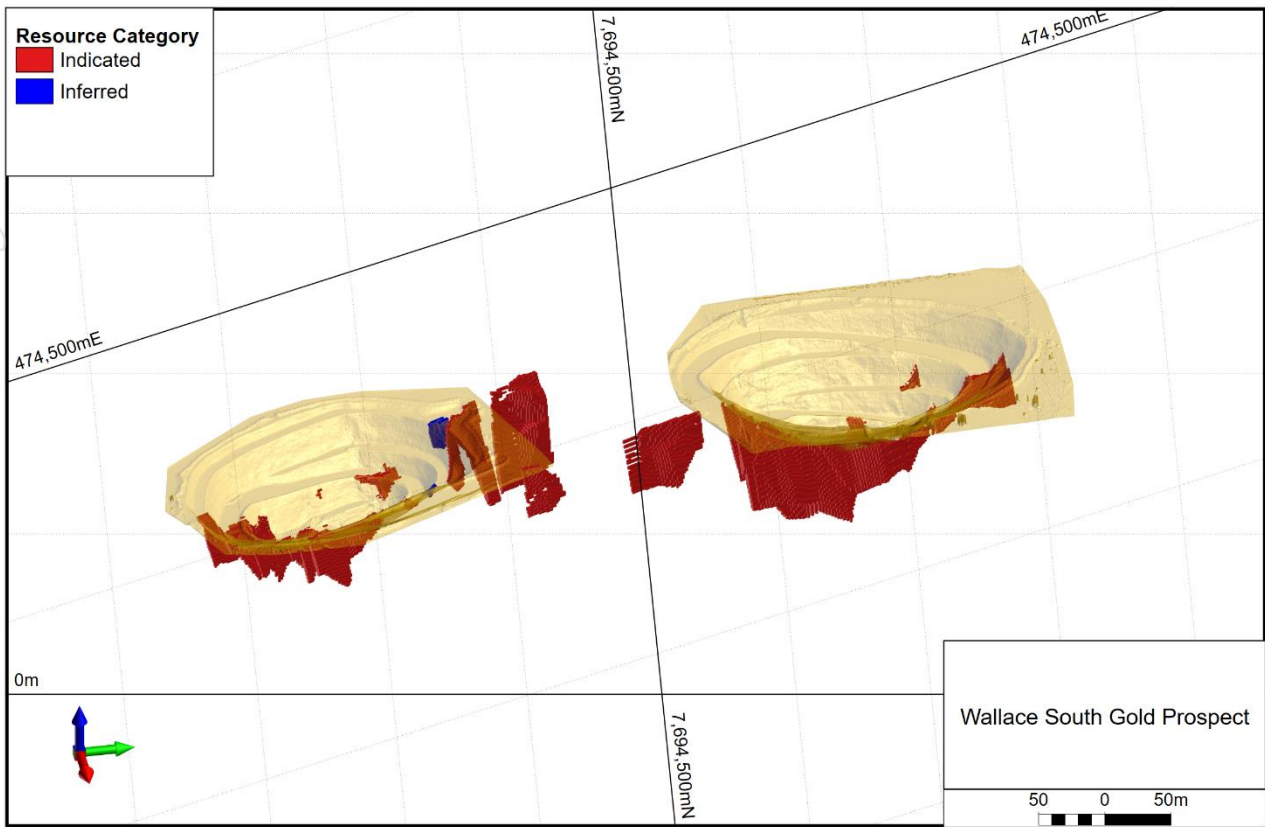 Resource Category
Indicated
Inferred
7,694,500mN
474,500mE
474,500mE
0m
7,694,500mN
Wallace South Gold Prospect
50 0 50m